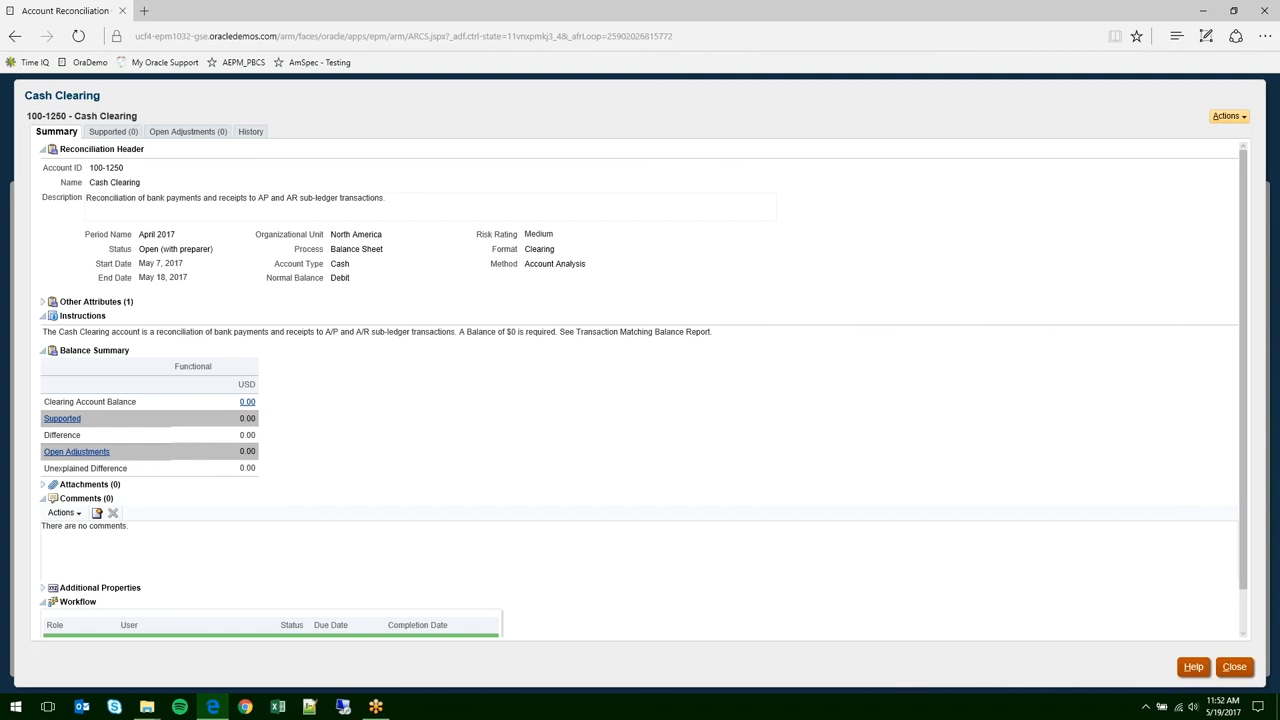 Account Reconciliation
ucf4-epm1032-gse.oracledemos.com/arm/faces/oracle/apps/epm/arm/ARCS.jspx?_adf.ctrl-state=11vnxpmkj3_48&_afrLoop=25902026815772
Time IQ OraDemo My Oracle Support AEPM_PBCS AmSpec - Testing
Cash Clearing
100-1250 - Cash Clearing
Actions
Summary Supported (0) Open Adjustments (0) History
Reconciliation Header
Account ID 100-1250
Name Cash Clearing
Description Reconciliation of bank payments and receipts to AP and AR sub-ledger transactions.
Period Name April 2017 Organizational Unit North America Risk Rating Medium
Status Open (with preparer) Process Balance Sheet Format Clearing
Start Date May 7, 2017 Account Type Cash Method Account Analysis
End Date May 18, 2017 Normal Balance Debit
Other Attributes (1)
Instructions
The Cash Clearing account is a reconciliation of bank payments and receipts to A/P and A/R sub-ledger transactions. A Balance of $0 is required. See Transaction Matching Balance Report.
Balance Summary
Functional
USD
Clearing Account Balance 0.00
Supported 0.00
Difference 0.00
Open Adjustments 0.00
Unexplained Difference 0.00
Attachments (0)
Comments (0)
Actions
There are no comments.
Additional Properties
Workflow
Role User Status Due Date Completion Date
Help Close
11:52 AM
5/19/2017